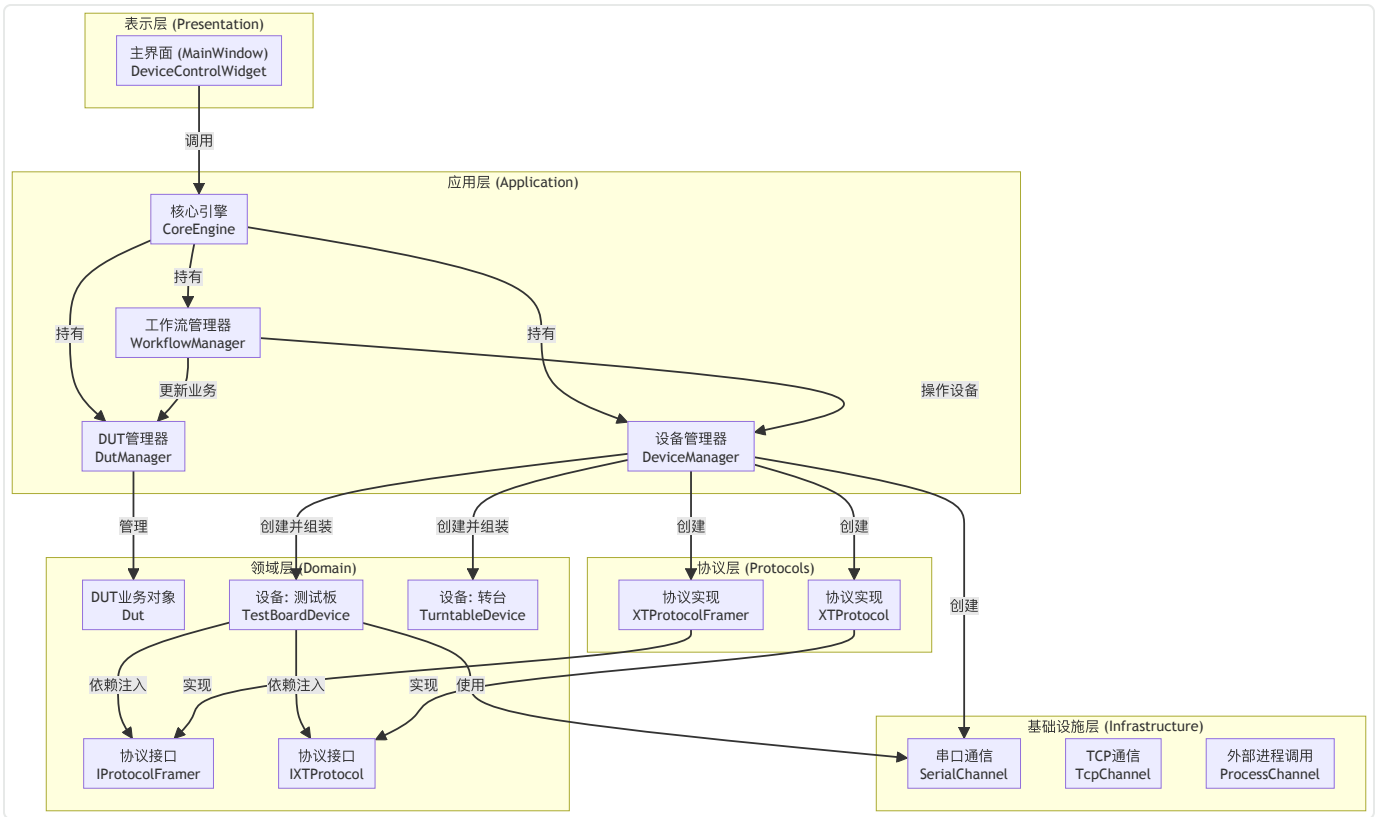 表示层 (Presentation)
主界面 (MainWindow)
DeviceControlWidget
调用
应用层 (Application)
核心引擎
CoreEngine
持有
工作流管理器
WorkflowManager
持有
持有
更新业务
操作设备
DUT管理器
DutManager
设备管理器
DeviceManager
管理
创建并组装
创建并组装
创建
创建
领域层 (Domain)
协议层 (Protocols)
DUT业务对象
Dut
设备: 测试板
TestBoardDevice
设备: 转台
TurntableDevice
协议实现
XTProtocolFramer
协议实现
XTProtocol
创建
依赖注入
实现
依赖注入
实现
使用
基础设施层 (Infrastructure)
协议接口
IProtocolFramer
协议接口
IXTProtocol
串口通信
SerialChannel
TCP通信
TcpChannel
外部进程调用
ProcessChannel